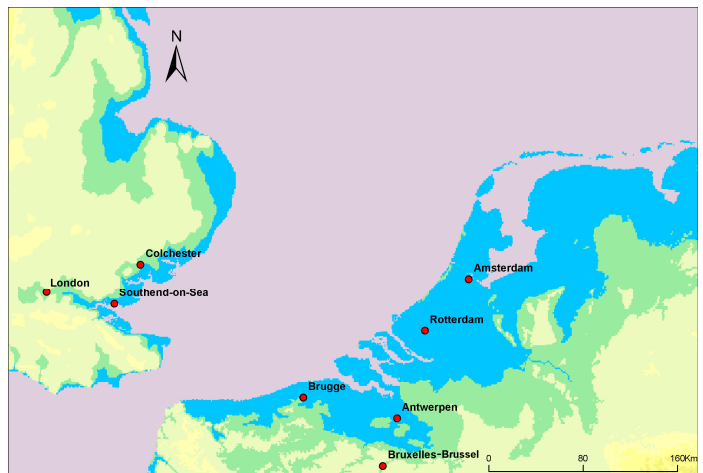 N
Colchester
London
Southend-on-Sea
Amsterdam
Rotterdam
Brugge
Antwerpen
Bruxelles-Brussel
0 80 160Km